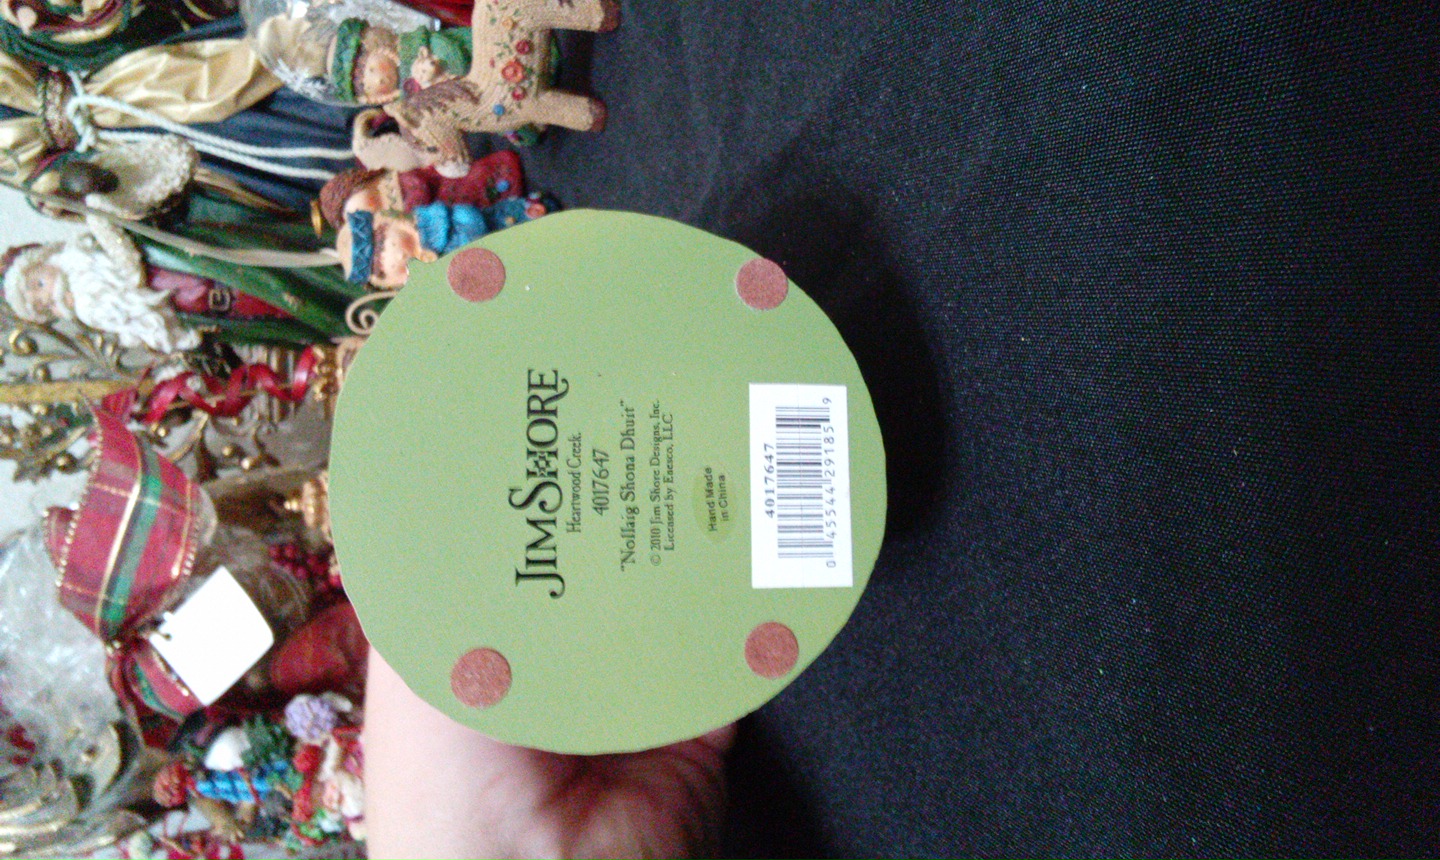 JIM SHORE
Heartwood Creek.
4017647
"Nollaig Shona Dhuit"
© 2010 Jim Shore Designs, Inc.
Licensed by Enesco, LLC
Hand Made
in China
4017647
0 45544 29185 9